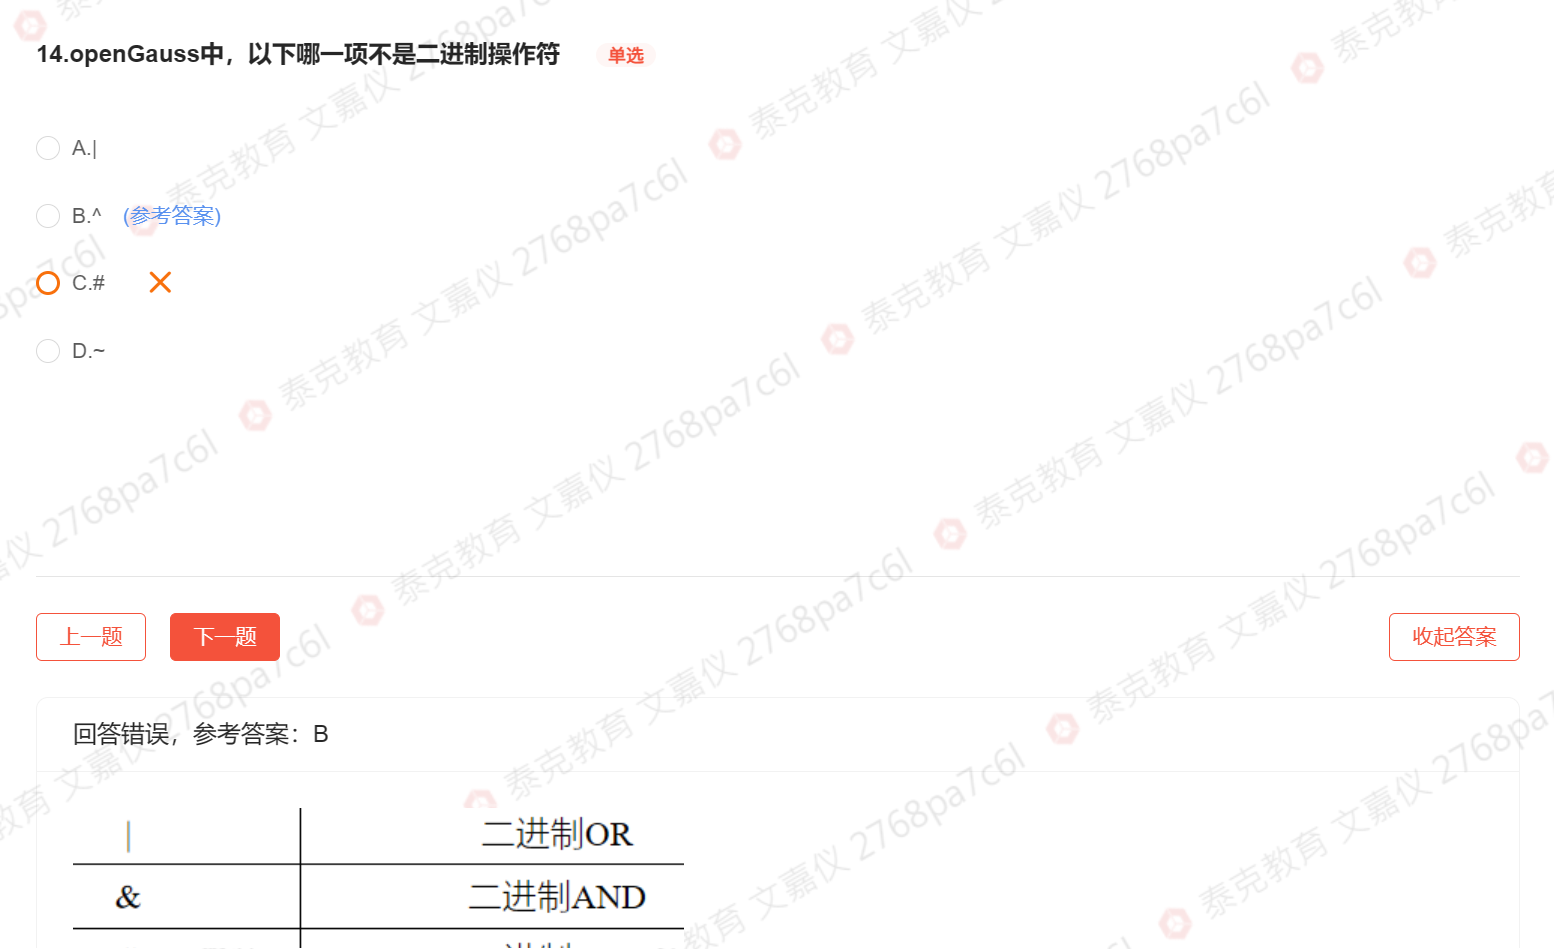 14.openGauss中，以下哪一项不是二进制操作符 单选
A.|
B.^ (参考答案)
C.#
D.~
上一题 下一题 收起答案
回答错误，参考答案：B
| 二进制OR
& 二进制AND
泰克教育 文嘉仪 2768pa7c6l